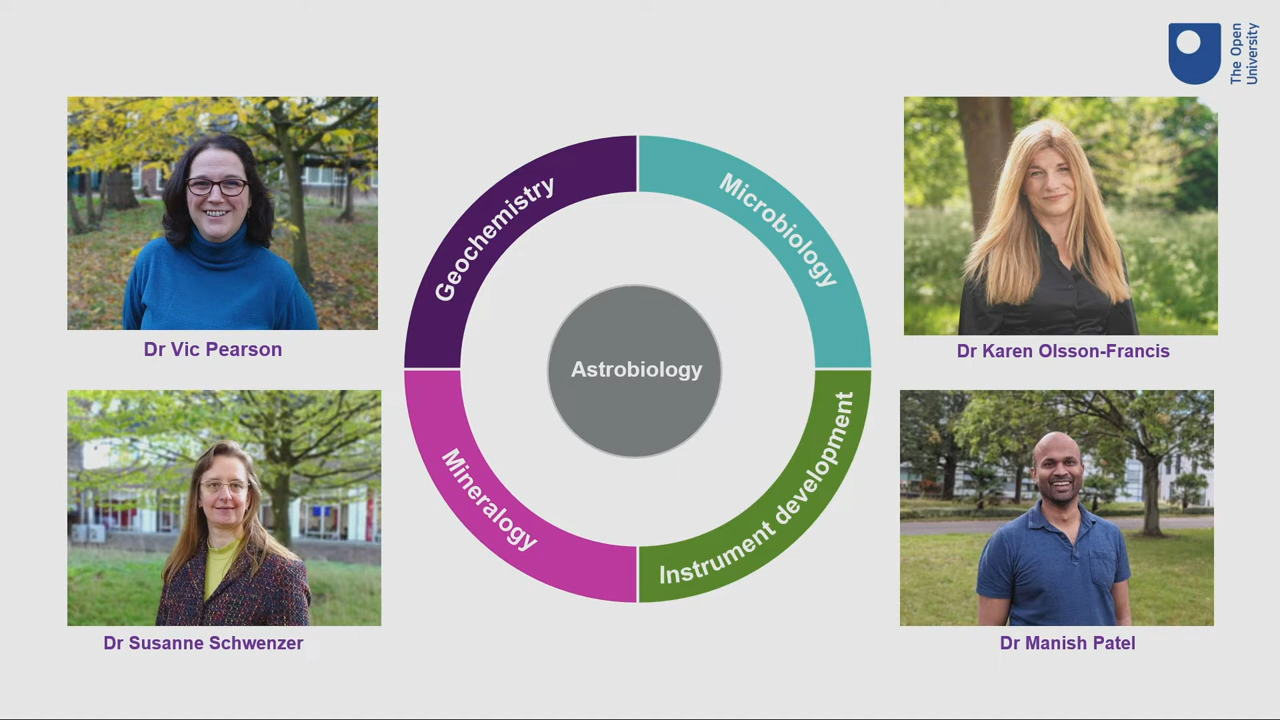 The Open
University
Geochemistry
Microbiology
Dr Vic Pearson
Dr Karen Olsson-Francis
Astrobiology
Mineralogy
Instrument development
Dr Susanne Schwenzer
Dr Manish Patel